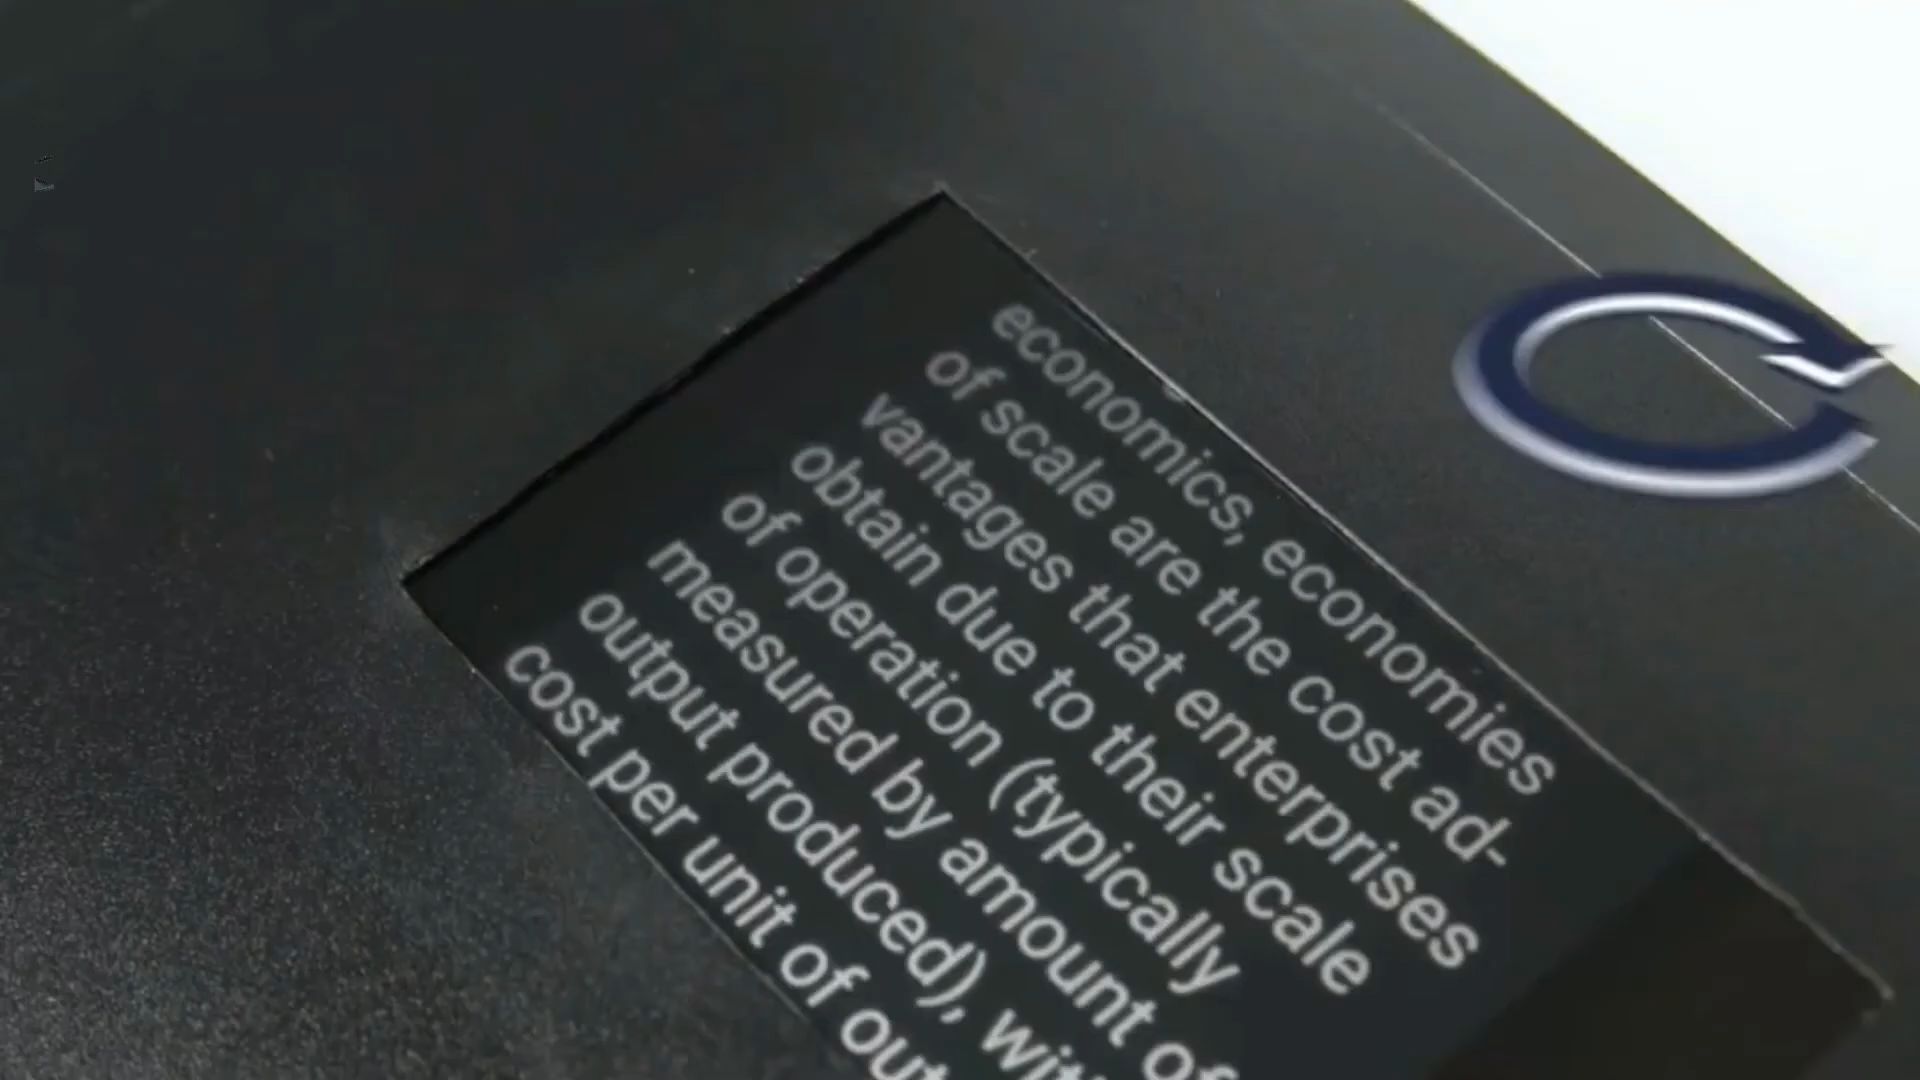 economics, economies
of scale are the cost ad-
vantages that enterprises
obtain due to their scale
of operation (typically
measured by amount of
output produced), with
cost per unit of